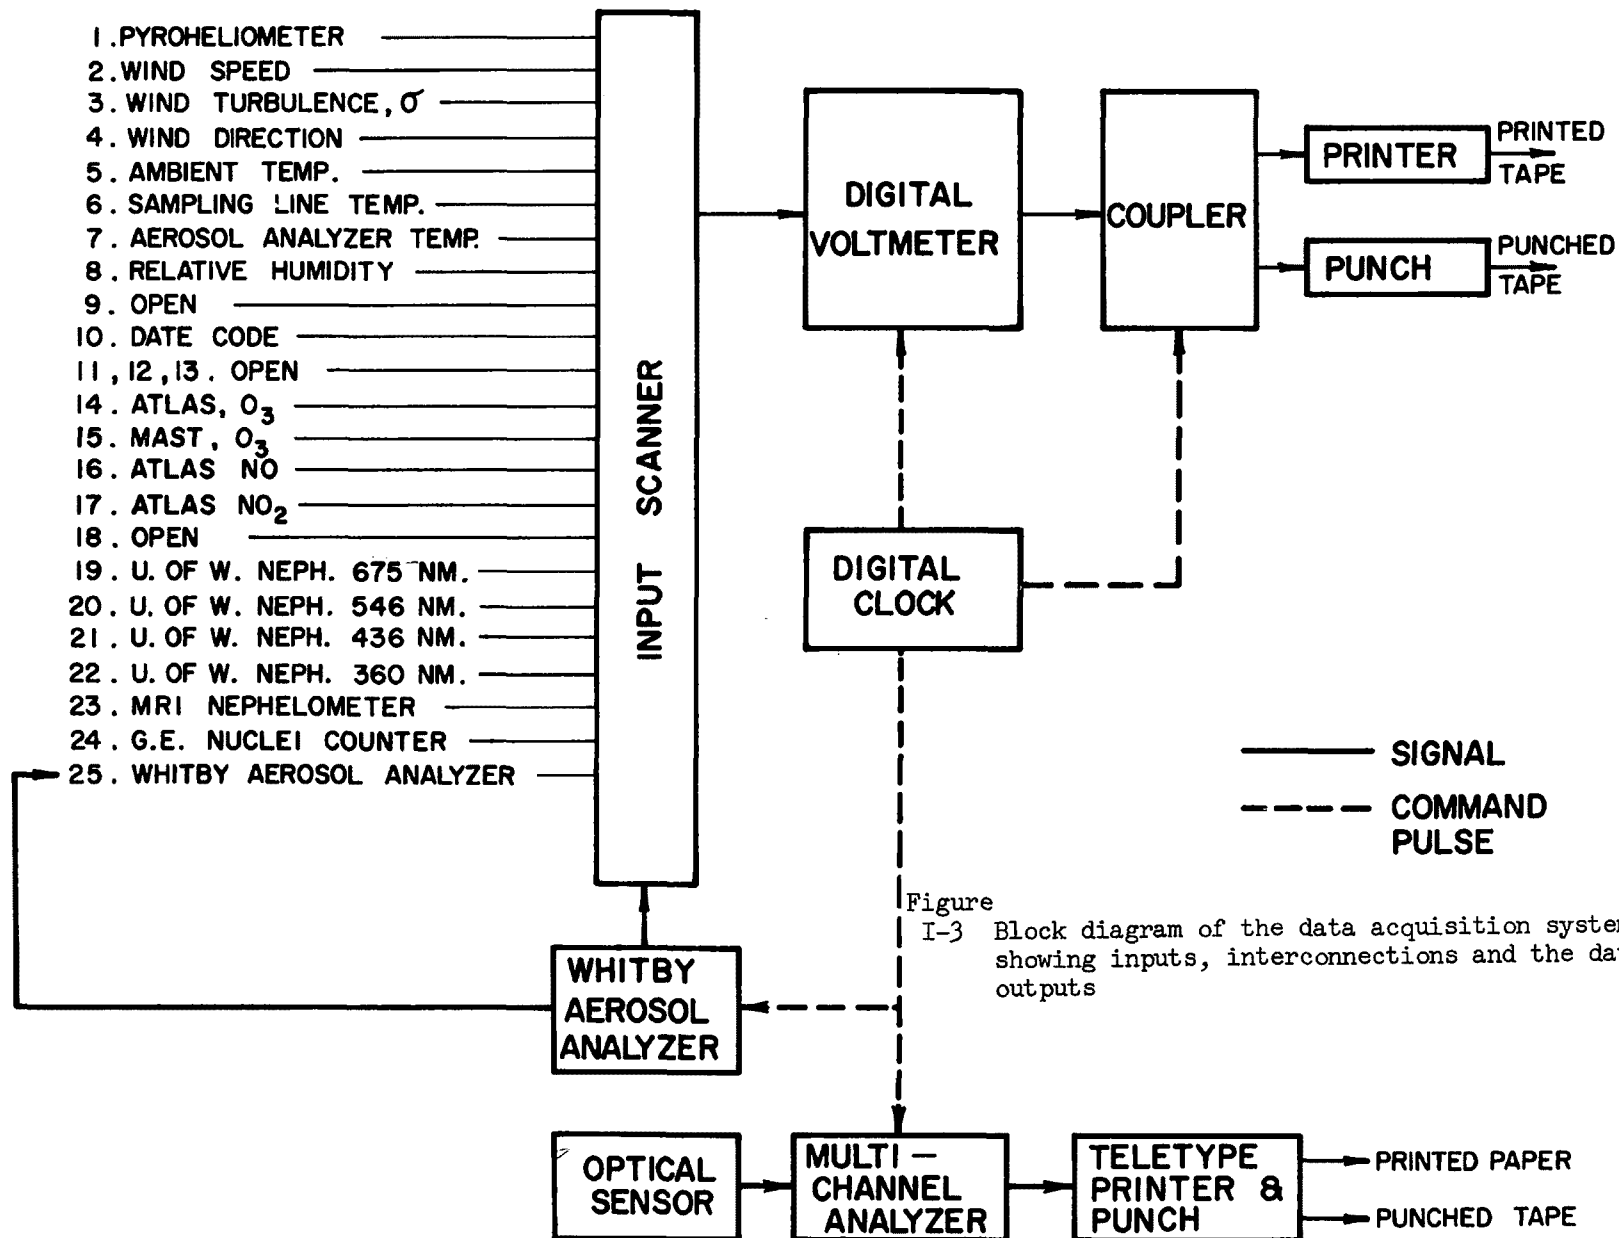 1. PYROHELIOMETER
2. WIND SPEED
3. WIND TURBULENCE, σ
4. WIND DIRECTION
5. AMBIENT TEMP.
6. SAMPLING LINE TEMP.
7. AEROSOL ANALYZER TEMP.
8. RELATIVE HUMIDITY
9. OPEN
10. DATE CODE
11, 12, 13. OPEN
14. ATLAS, O3
15. MAST, O3
16. ATLAS NO
17. ATLAS NO2
18. OPEN
19. U. OF W. NEPH. 675 NM.
20. U. OF W. NEPH. 546 NM.
21. U. OF W. NEPH. 436 NM.
22. U. OF W. NEPH. 360 NM.
23. MRI NEPHELOMETER
24. G.E. NUCLEI COUNTER
25. WHITBY AEROSOL ANALYZER
INPUT SCANNER
DIGITAL
VOLTMETER
COUPLER
PRINTER
PRINTED
TAPE
PUNCH
PUNCHED
TAPE
DIGITAL
CLOCK
SIGNAL
COMMAND
PULSE
Figure
I-3 Block diagram of the data acquisition system
showing inputs, interconnections and the da
outputs
WHITBY
AEROSOL
ANALYZER
OPTICAL
SENSOR
MULTI —
CHANNEL
ANALYZER
TELETYPE
PRINTER &
PUNCH
PRINTED PAPER
PUNCHED TAPE